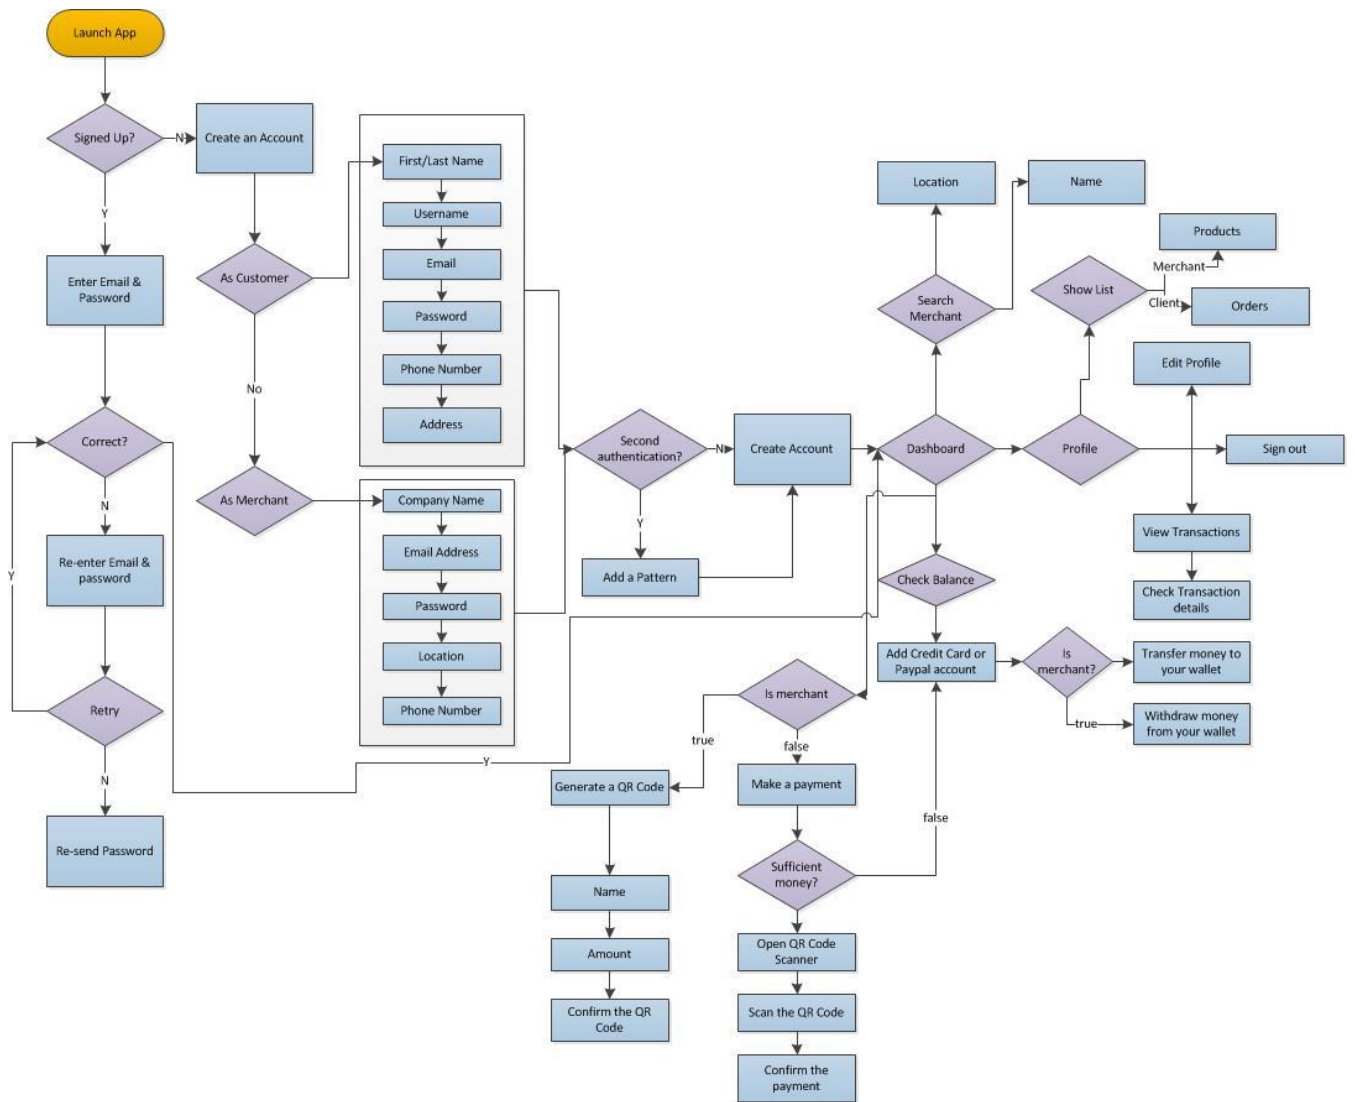 Launch App
Signed Up?
N
Create an Account
Y
Enter Email &
Password
As Customer
No
Correct?
N
Y
Re-enter Email &
password
Retry
N
Re-send Password
As Merchant
First/Last Name
Username
Email
Password
Phone Number
Address
Company Name
Email Address
Password
Location
Phone Number
Y
Second
authentication?
N
Y
Add a Pattern
Create Account
Dashboard
Search
Merchant
Location
Name
Profile
Show List
Merchant
Products
Client
Orders
Edit Profile
Sign out
View Transactions
Check Transaction
details
Check Balance
Add Credit Card or
Paypal account
Is
merchant?
Transfer money to
your wallet
true
Withdraw money
from your wallet
Is merchant
true
false
Generate a QR Code
Name
Amount
Confirm the QR
Code
Make a payment
Sufficient
money?
false
Open QR Code
Scanner
Scan the QR Code
Confirm the
payment